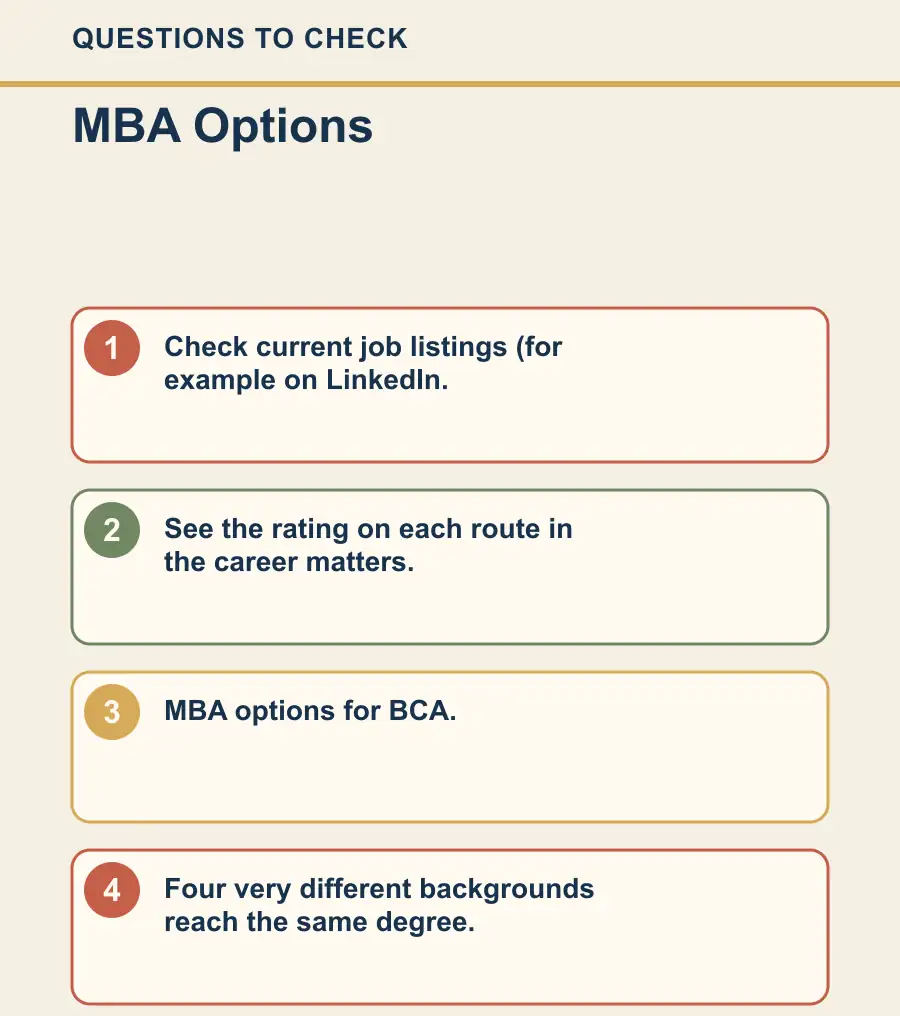 QUESTIONS TO CHECK
MBA Options
1
Check current job listings (for
example on LinkedIn.
2
See the rating on each route in
the career matters.
3
MBA options for BCA.
4
Four very different backgrounds
reach the same degree.